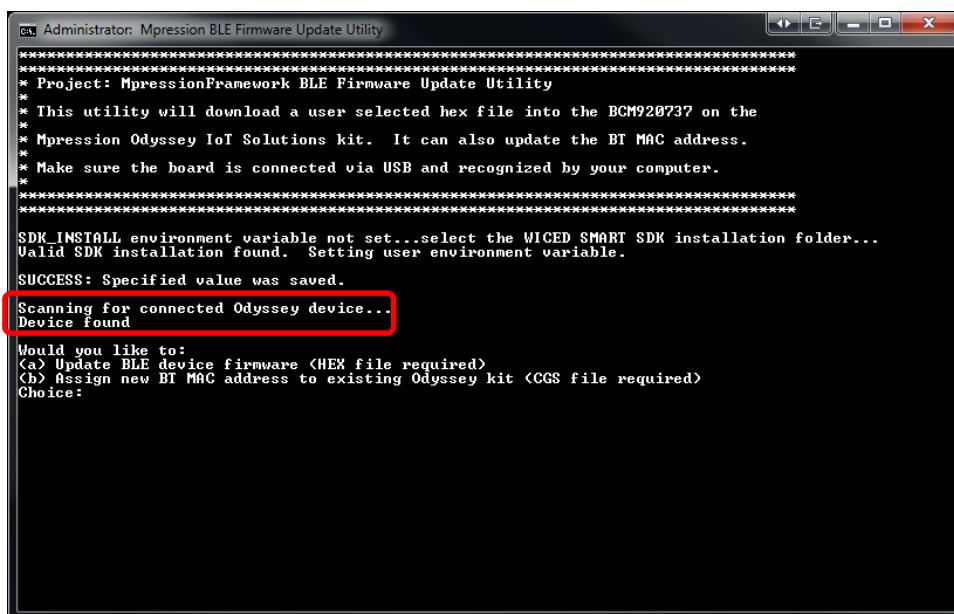 Administrator: Mpression BLE Firmware Update Utility
********************************************************************************
********************************************************************************
* Project: MpressionFramework BLE Firmware Update Utility
*
* This utility will download a user selected hex file into the BCM920737 on the
*
* Mpression Odyssey IoT Solutions kit.  It can also update the BT MAC address.
*
* Make sure the board is connected via USB and recognized by your computer.
*
********************************************************************************
********************************************************************************
SDK_INSTALL environment variable not set...select the WICED SMART SDK installation folder...
Valid SDK installation found.  Setting user environment variable.
SUCCESS: Specified value was saved.
Scanning for connected Odyssey device...
Device found
Would you like to:
(a) Update BLE device firmware (HEX file required)
(b) Assign new BT MAC address to existing Odyssey kit (CGS file required)
Choice: